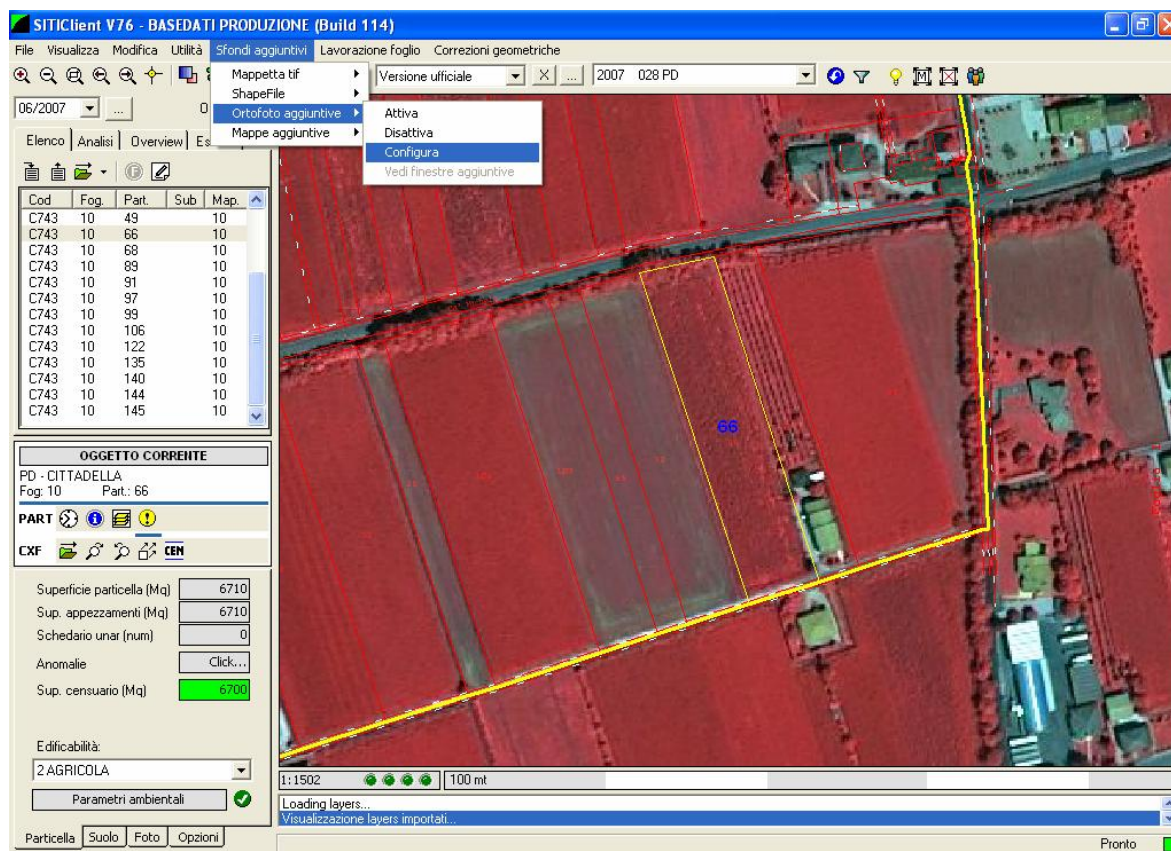 SITIClient V76 - BASEDATI PRODUZIONE (Build 114)
File Visualizza Modifica Utilità Sfondi aggiuntivi Lavorazione foglio Correzioni geometriche
Mappetta tif
ShapeFile
Ortofoto aggiuntive
Mappe aggiuntive
Attiva
Disattiva
Configura
Vedi finestre aggiuntive
Versione ufficiale X ... 2007 028 PD
06/2007 ... 0
Elenco Analisi Overview Es
Cod Fog. Part. Sub Map.
C743 10 49 10
C743 10 66 10
C743 10 68 10
C743 10 89 10
C743 10 91 10
C743 10 97 10
C743 10 99 10
C743 10 106 10
C743 10 122 10
C743 10 135 10
C743 10 140 10
C743 10 144 10
C743 10 145 10
OGGETTO CORRENTE
PD - CITTADELLA
Fog: 10 Part.: 66
PART
CXF CEN
Superficie particella (Mq) 6710
Sup. appezzamenti (Mq) 6710
Schedario unar (num) 0
Anomalie Click...
Sup. censuario (Mq) 6700
Edificabilità:
2 AGRICOLA
Parametri ambientali
Particella Suolo Foto Opzioni
66
1:1502 100 mt
Loading layers...
Visualizzazione layers importati...
Pronto